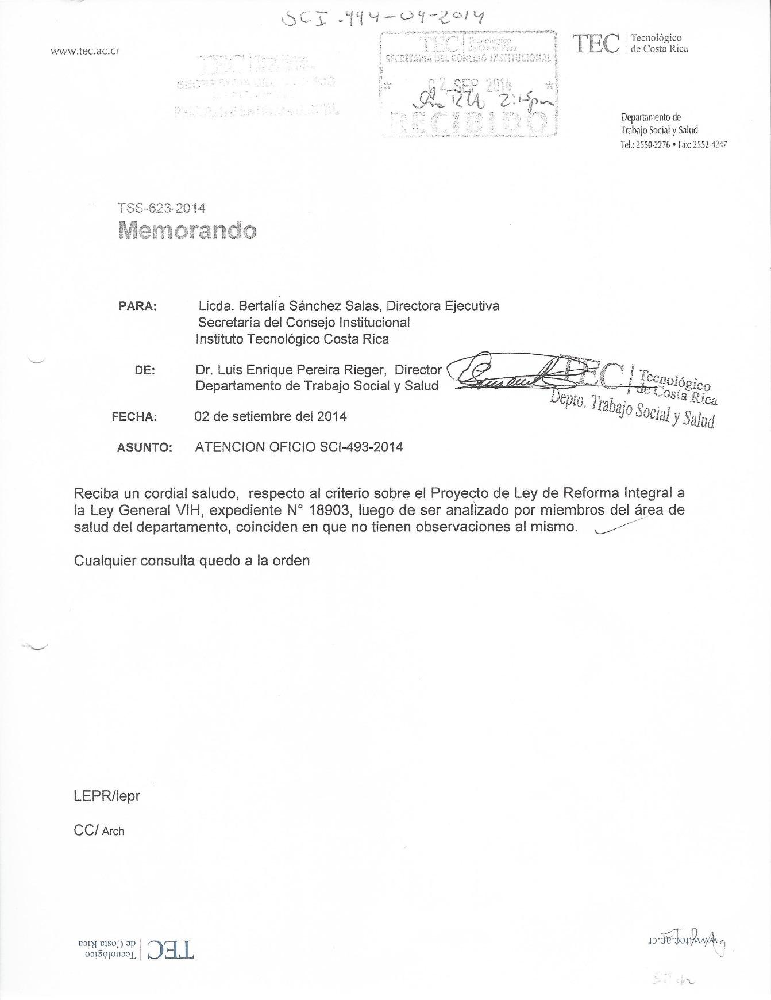 www.tec.ac.cr
TEC Tecnológico
de Costa Rica
TEC Tecnológico
de Costa Rica
SECRETARIA DEL CONSEJO INSTITUCIONAL
* 02 SEP 2014 *
2:15pm
RECIBIDO
Departamento de
Trabajo Social y Salud
Tel.: 2550-2276 • Fax: 2552-4247
TSS-623-2014
Memorando
PARA: Licda. Bertalía Sánchez Salas, Directora Ejecutiva
Secretaría del Consejo Institucional
Instituto Tecnológico Costa Rica
DE: Dr. Luis Enrique Pereira Rieger, Director
Departamento de Trabajo Social y Salud
TEC Tecnológico
de Costa Rica
Depto. Trabajo Social y Salud
FECHA: 02 de setiembre del 2014
ASUNTO: ATENCION OFICIO SCI-493-2014
Reciba un cordial saludo, respecto al criterio sobre el Proyecto de Ley de Reforma Integral a
la Ley General VIH, expediente N° 18903, luego de ser analizado por miembros del área de
salud del departamento, coinciden en que no tienen observaciones al mismo.
Cualquier consulta quedo a la orden
LEPR/lepr
CC/ Arch
TEC Tecnológico
de Costa Rica
www.tec.ac.cr